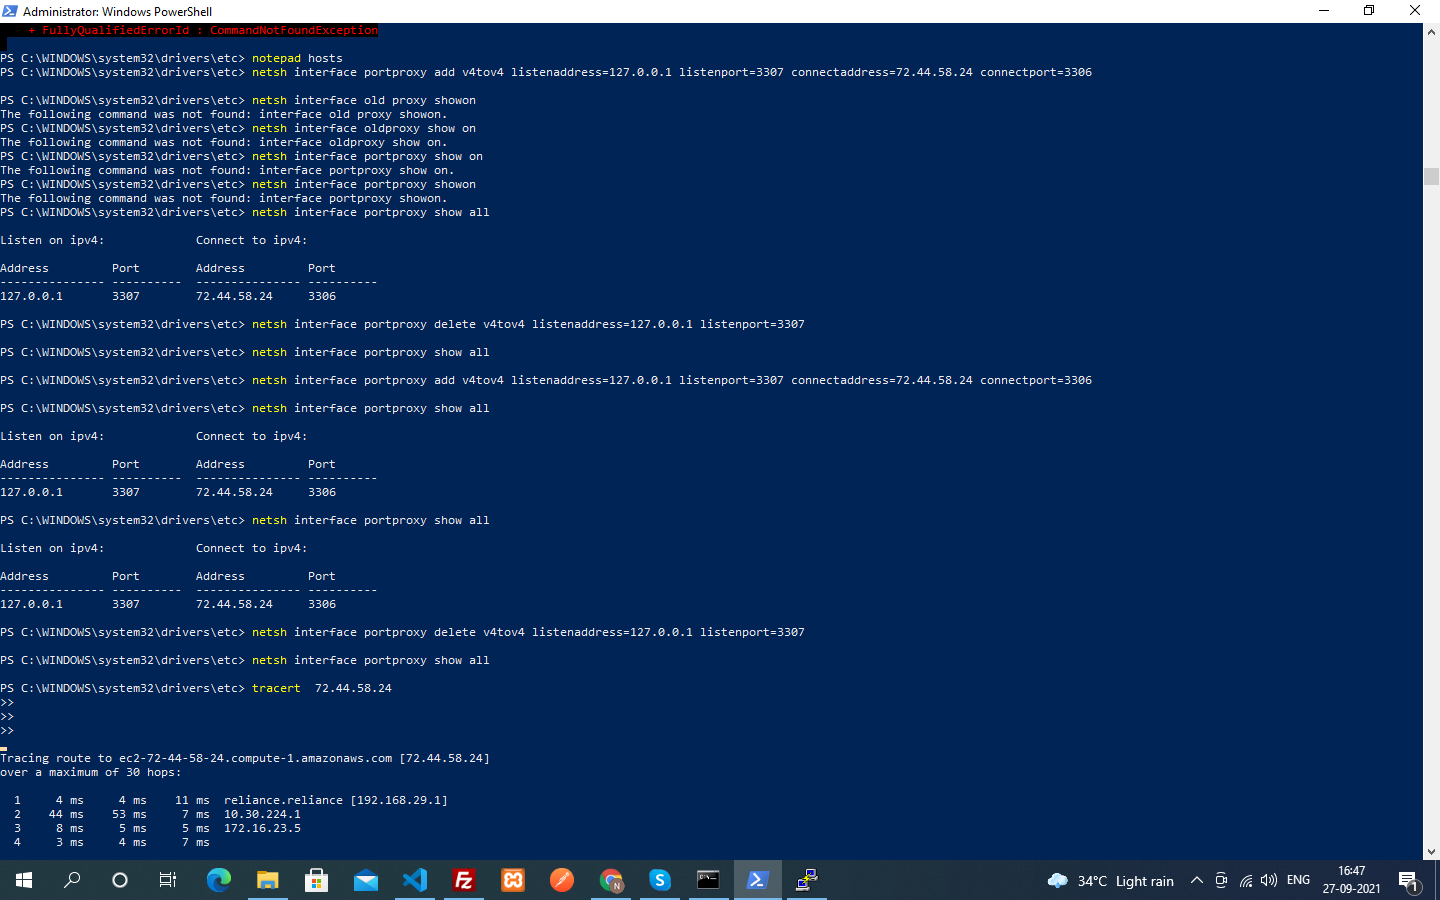 Administrator: Windows PowerShell
+ FullyQualifiedErrorId : CommandNotFoundException
PS C:\WINDOWS\system32\drivers\etc> notepad hosts
PS C:\WINDOWS\system32\drivers\etc> netsh interface portproxy add v4tov4 listenaddress=127.0.0.1 listenport=3307 connectaddress=72.44.58.24 connectport=3306
PS C:\WINDOWS\system32\drivers\etc> netsh interface old proxy showon
The following command was not found: interface old proxy showon.
PS C:\WINDOWS\system32\drivers\etc> netsh interface oldproxy show on
The following command was not found: interface oldproxy show on.
PS C:\WINDOWS\system32\drivers\etc> netsh interface portproxy show on
The following command was not found: interface portproxy show on.
PS C:\WINDOWS\system32\drivers\etc> netsh interface portproxy showon
The following command was not found: interface portproxy showon.
PS C:\WINDOWS\system32\drivers\etc> netsh interface portproxy show all
Listen on ipv4:             Connect to ipv4:
Address         Port        Address         Port
--------------- ----------  --------------- ----------
127.0.0.1       3307        72.44.58.24     3306
PS C:\WINDOWS\system32\drivers\etc> netsh interface portproxy delete v4tov4 listenaddress=127.0.0.1 listenport=3307
PS C:\WINDOWS\system32\drivers\etc> netsh interface portproxy show all
PS C:\WINDOWS\system32\drivers\etc> netsh interface portproxy add v4tov4 listenaddress=127.0.0.1 listenport=3307 connectaddress=72.44.58.24 connectport=3306
PS C:\WINDOWS\system32\drivers\etc> netsh interface portproxy show all
Listen on ipv4:             Connect to ipv4:
Address         Port        Address         Port
--------------- ----------  --------------- ----------
127.0.0.1       3307        72.44.58.24     3306
PS C:\WINDOWS\system32\drivers\etc> netsh interface portproxy show all
Listen on ipv4:             Connect to ipv4:
Address         Port        Address         Port
--------------- ----------  --------------- ----------
127.0.0.1       3307        72.44.58.24     3306
PS C:\WINDOWS\system32\drivers\etc> netsh interface portproxy delete v4tov4 listenaddress=127.0.0.1 listenport=3307
PS C:\WINDOWS\system32\drivers\etc> netsh interface portproxy show all
PS C:\WINDOWS\system32\drivers\etc> tracert  72.44.58.24
>>
>>
>>
Tracing route to ec2-72-44-58-24.compute-1.amazonaws.com [72.44.58.24]
over a maximum of 30 hops:
1     4 ms     4 ms    11 ms  reliance.reliance [192.168.29.1]
2    44 ms    53 ms     7 ms  10.30.224.1
3     8 ms     5 ms     5 ms  172.16.23.5
4     3 ms     4 ms     7 ms
34°C Light rain ENG 16:47
27-09-2021